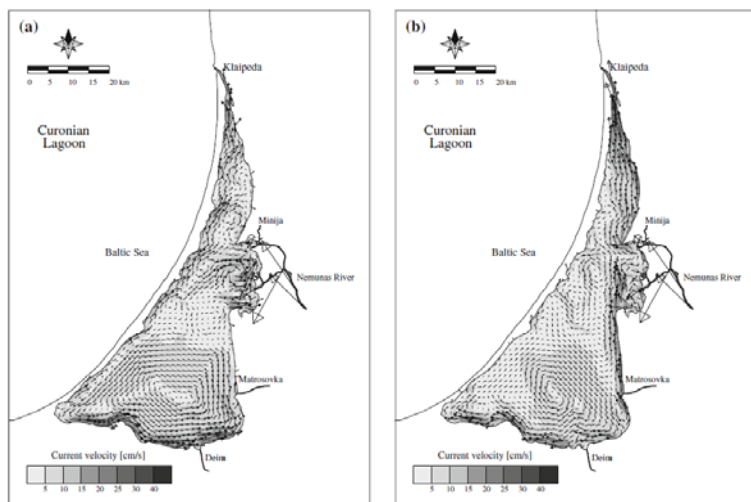 (a)
Klaipeda
0 5 10 15 20 km
Curonian
Lagoon
Minija
Baltic Sea
Nemunas River
Matrosovka
Deim
Current velocity [cm/s]
5 10 15 20 25 30 40
(b)
Klaipeda
0 5 10 15 20 km
Curonian
Lagoon
Minija
Baltic Sea
Nemunas River
Matrosovka
Deim
Current velocity [cm/s]
5 10 15 20 25 30 40